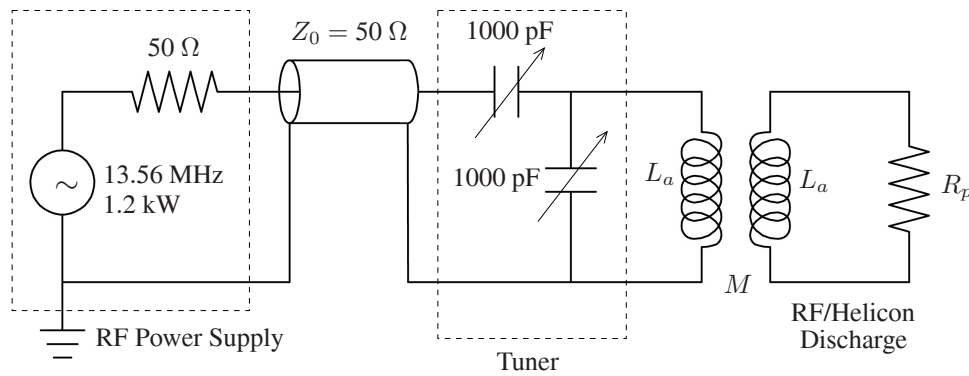 50 Ω
Z₀ = 50 Ω
1000 pF
13.56 MHz
1.2 kW
1000 pF
Lₐ
Lₐ
Rₚ
M
RF Power Supply
Tuner
RF/Helicon
Discharge